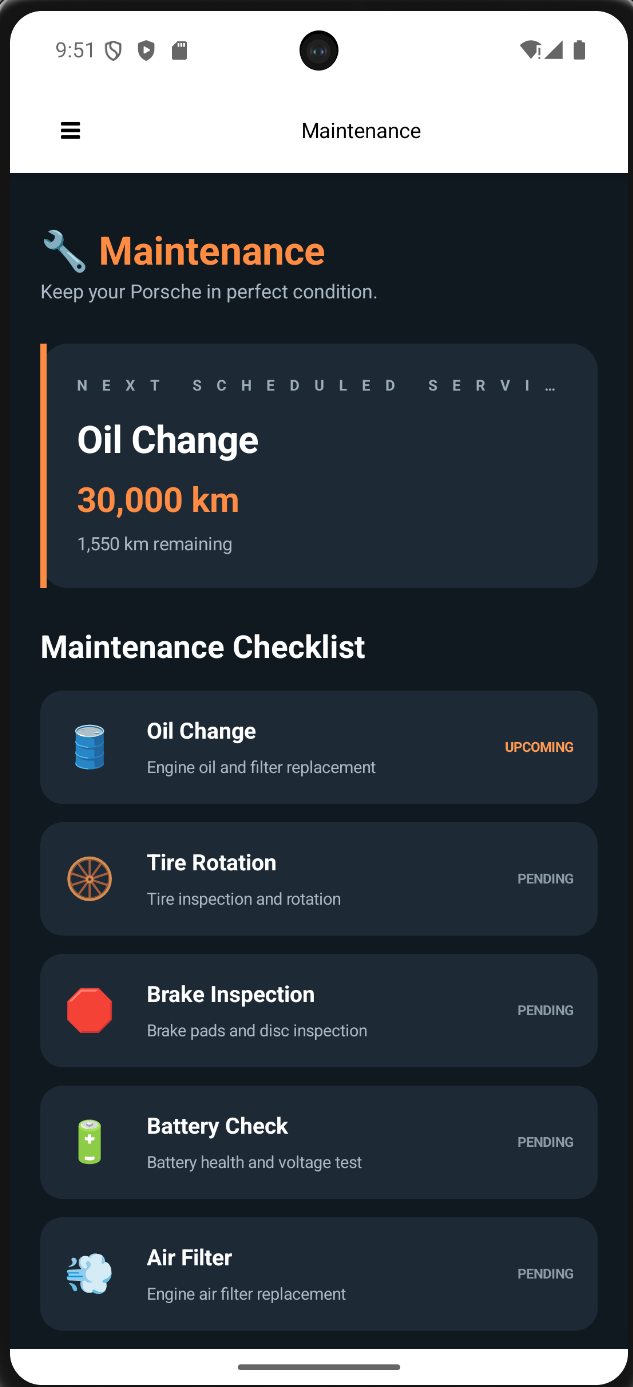 9:51
Maintenance
Maintenance
Keep your Porsche in perfect condition.
NEXT SCHEDULED SERVI…
Oil Change
30,000 km
1,550 km remaining
Maintenance Checklist
Oil Change
UPCOMING
Engine oil and filter replacement
Tire Rotation
PENDING
Tire inspection and rotation
Brake Inspection
PENDING
Brake pads and disc inspection
Battery Check
PENDING
Battery health and voltage test
Air Filter
PENDING
Engine air filter replacement